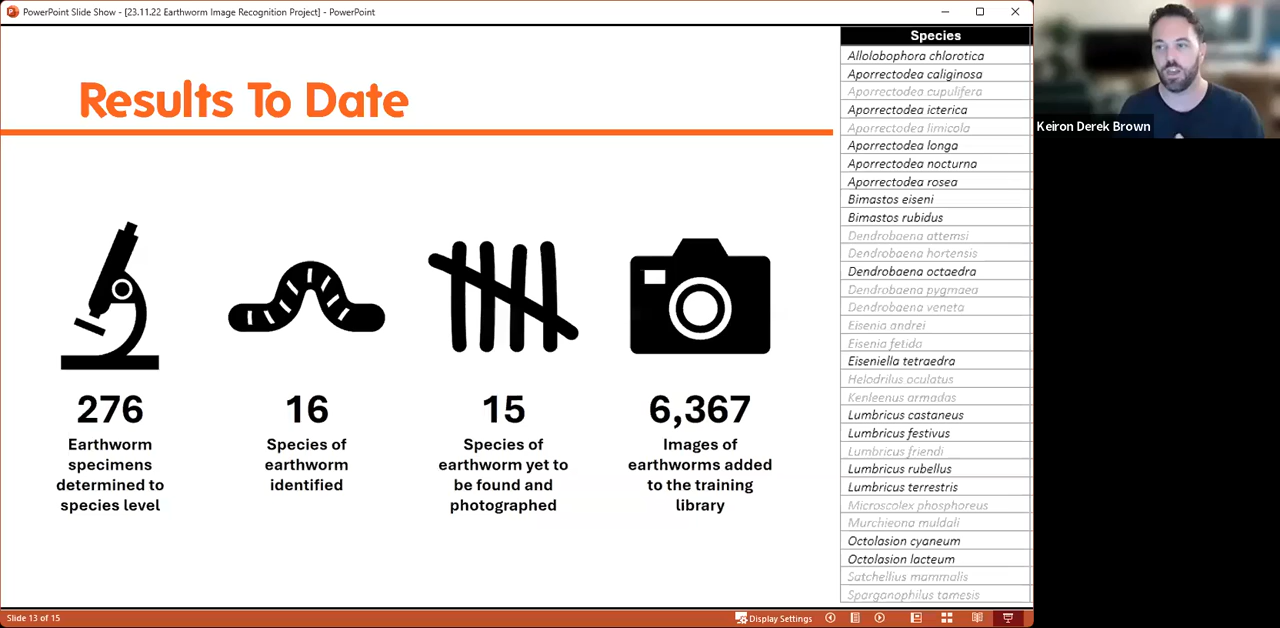 PowerPoint Slide Show - [23.11.22 Earthworm Image Recognition Project] - PowerPoint
Results To Date
276
Earthworm
specimens
determined to
species level
16
Species of
earthworm
identified
15
Species of
earthworm yet to
be found and
photographed
6,367
Images of
earthworms added
to the training
library
Species
Allolobophora chlorotica
Aporrectodea caliginosa
Aporrectodea cupulifera
Aporrectodea icterica
Aporrectodea limicola
Aporrectodea longa
Aporrectodea nocturna
Aporrectodea rosea
Bimastos eiseni
Bimastos rubidus
Dendrobaena attemsi
Dendrobaena hortensis
Dendrobaena octaedra
Dendrobaena pygmaea
Dendrobaena veneta
Eisenia andrei
Eisenia fetida
Eiseniella tetraedra
Helodrilus oculatus
Kenleenus armadas
Lumbricus castaneus
Lumbricus festivus
Lumbricus friendi
Lumbricus rubellus
Lumbricus terrestris
Microscolex phosphoreus
Murchieona muldali
Octolasion cyaneum
Octolasion lacteum
Satchellius mammalis
Sparganophilus tamesis
Keiron Derek Brown
Slide 13 of 15
Display Settings